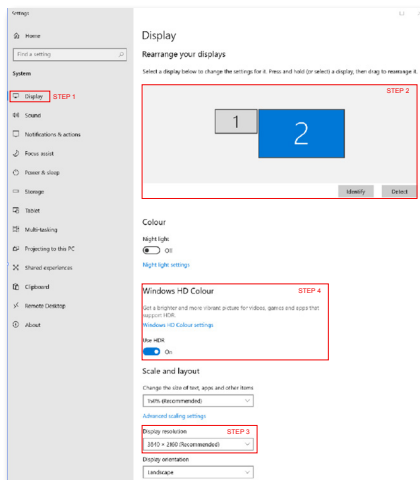 Settings
Home
Find a setting
System
Display STEP 1
Sound
Notifications & actions
Focus assist
Power & sleep
Storage
Tablet
Multi-tasking
Projecting to this PC
Shared experiences
Clipboard
Remote Desktop
About
Display
Rearrange your displays
Select a display below to change the settings for it. Press and hold (or select) a display, then drag to rearrange it.
STEP 2
1 2
Identify Detect
Colour
Night light
Off
Night light settings
Windows HD Colour STEP 4
Get a brighter and more vibrant picture for videos, games and apps that
support HDR.
Windows HD Colour settings
Use HDR
On
Scale and layout
Change the size of text, apps and other items
150% (Recommended)
Advanced scaling settings
Display resolution STEP 3
3840 × 2160 (Recommended)
Display orientation
Landscape